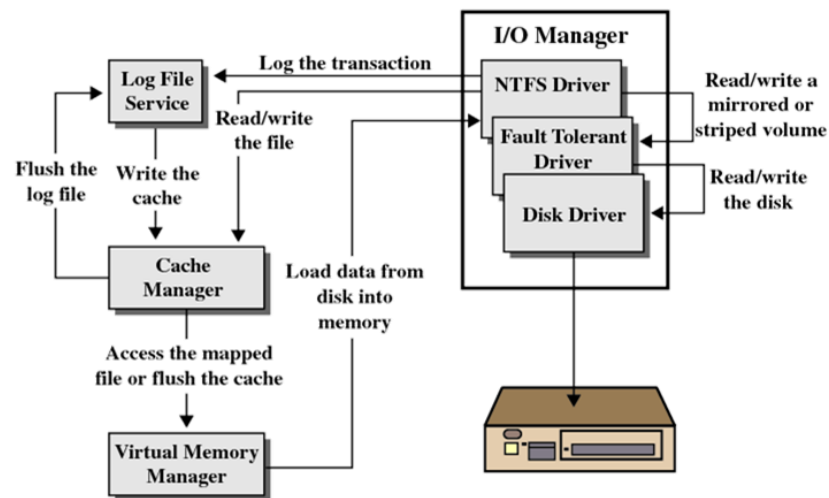 I/O Manager
Log the transaction
Log File
Service
NTFS Driver
Read/write a
mirrored or
striped volume
Read/write
the file
Fault Tolerant
Driver
Flush the
log file
Write the
cache
Read/write
the disk
Disk Driver
Cache
Manager
Load data from
disk into
memory
Access the mapped
file or flush the cache
Virtual Memory
Manager